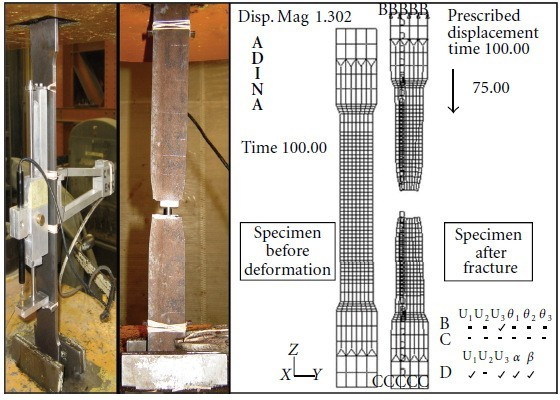 Disp. Mag 1.302
A
D
I
N
A
Time 100.00
BBBBB
Prescribed
displacement
time 100.00
75.00
Specimen
before
deformation
Specimen
after
fracture
Z
X Y
CCCCC
U₁ U₂ U₃ θ₁ θ₂ θ₃
B - - ✓ - - -
C - - - - - -
U₁ U₂ U₃ α β
D ✓ - ✓ ✓ ✓